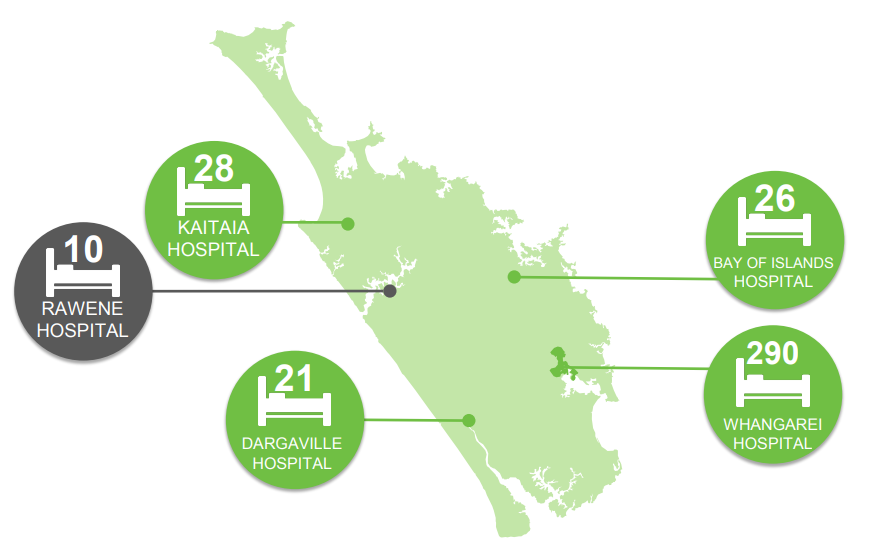 28
KAITAIA
HOSPITAL
10
RAWENE
HOSPITAL
21
DARGAVILLE
HOSPITAL
26
BAY OF ISLANDS
HOSPITAL
290
WHANGAREI
HOSPITAL